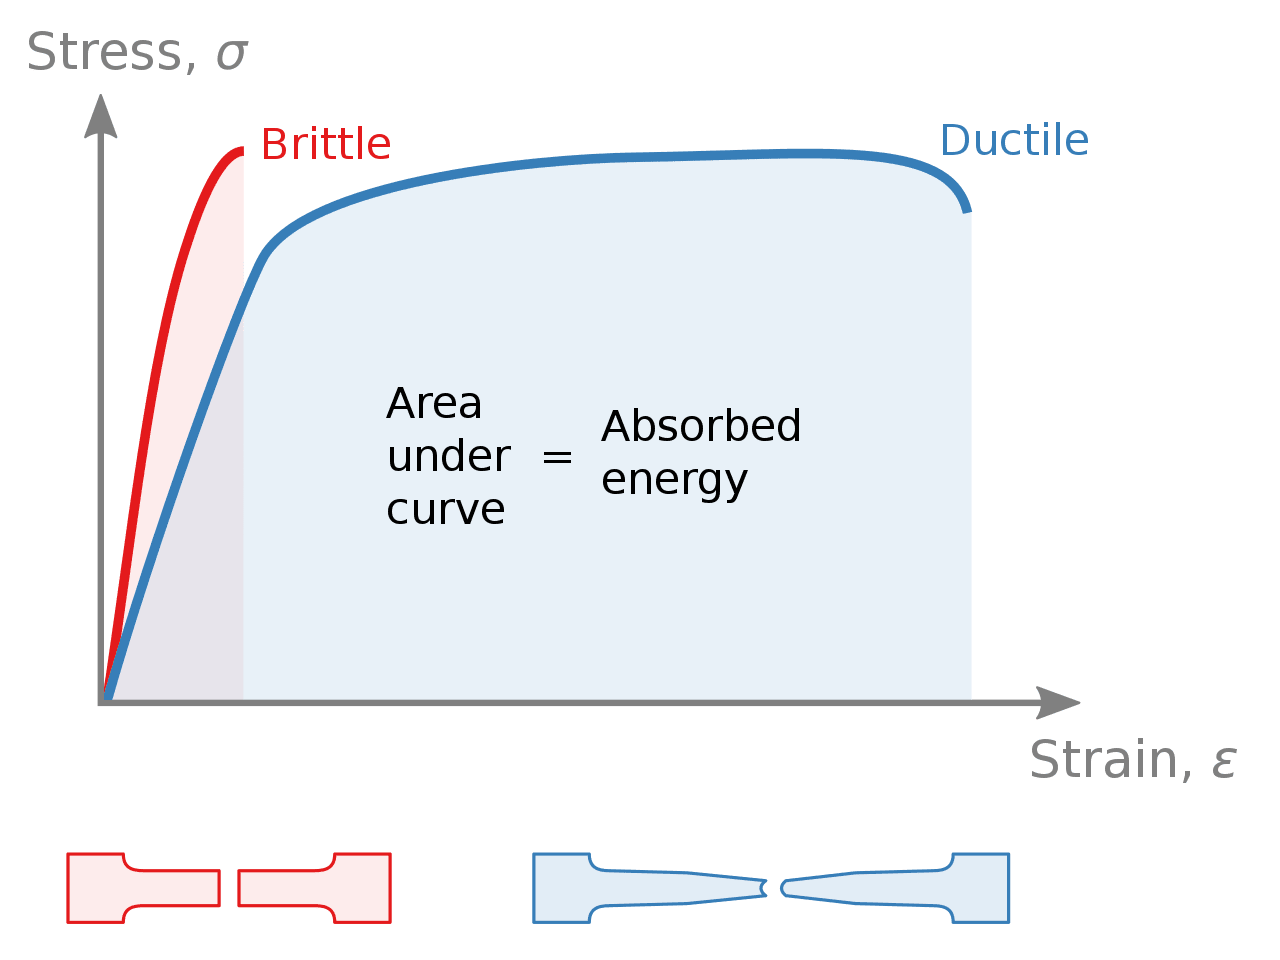 Stress, σ
Brittle
Ductile
Area
under
curve
=
Absorbed
energy
Strain, ε